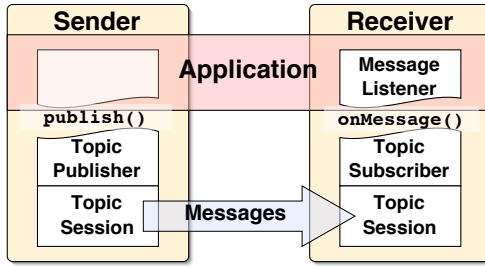 Sender
Receiver
Application
Message
Listener
publish()
onMessage()
Topic
Publisher
Topic
Subscriber
Topic
Session
Messages
Topic
Session